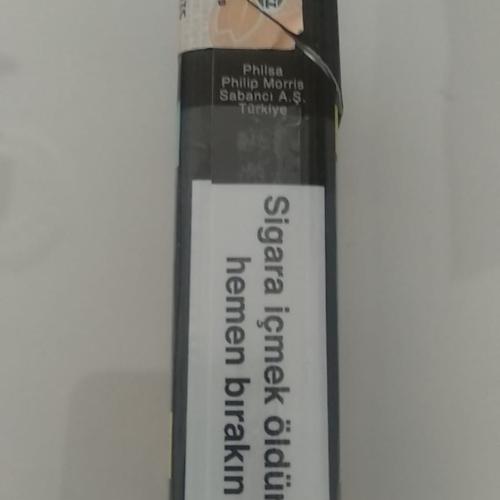 Philsa
Philip Morris
Sabancı A.Ş.
Türkiye
Sigara içmek öldür
hemen bırakın